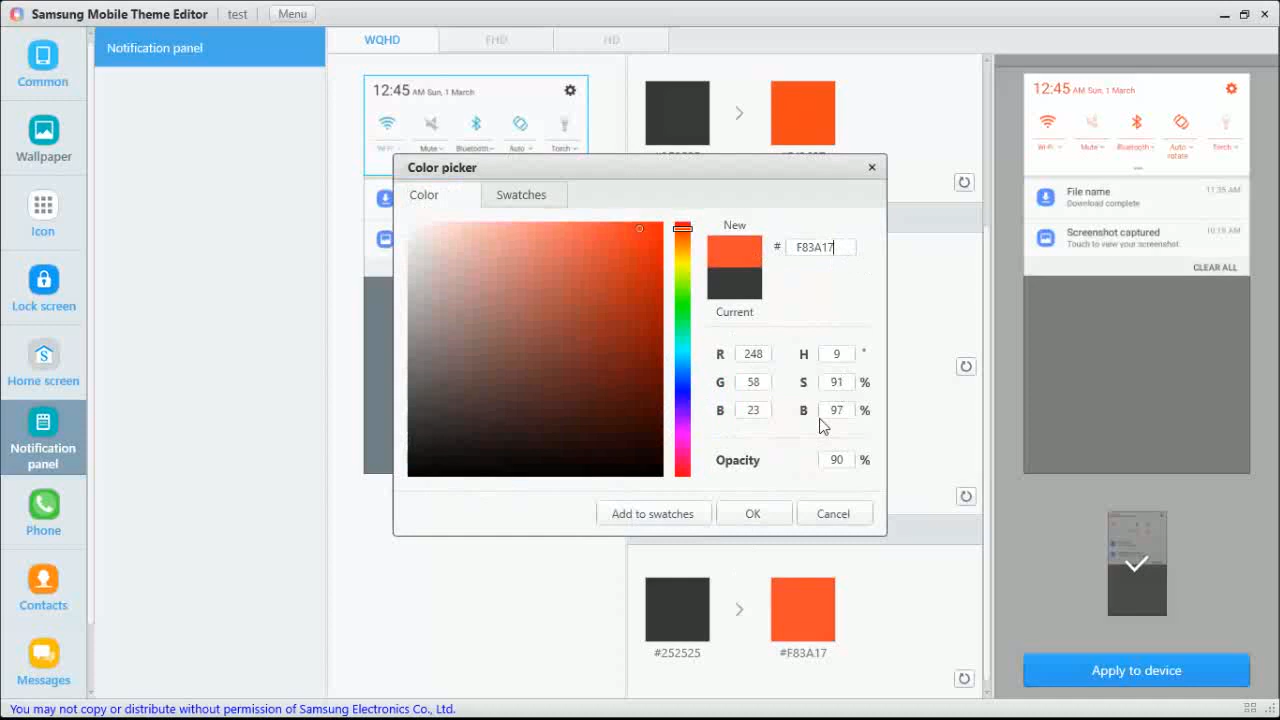 Samsung Mobile Theme Editor
test
Menu
Common
Wallpaper
Icon
Lock screen
Home screen
Notification
panel
Phone
Contacts
Messages
Notification panel
WQHD
FHD
HD
12:45 AM Sun, 1 March
Wi-Fi
Mute
Bluetooth
Auto
Torch
Color picker
Color
Swatches
New
# F83A17
Current
R 248 H 9 °
G 58 S 91 %
B 23 B 97 %
Opacity 90 %
Add to swatches
OK
Cancel
#252525
#F83A17
12:45 AM Sun, 1 March
Wi-Fi
Mute
Bluetooth
Auto
rotate
Torch
File name
11:35 AM
Download complete
Screenshot captured
10:18 AM
Touch to view your screenshot.
CLEAR ALL
Apply to device
You may not copy or distribute without permission of Samsung Electronics Co., Ltd.